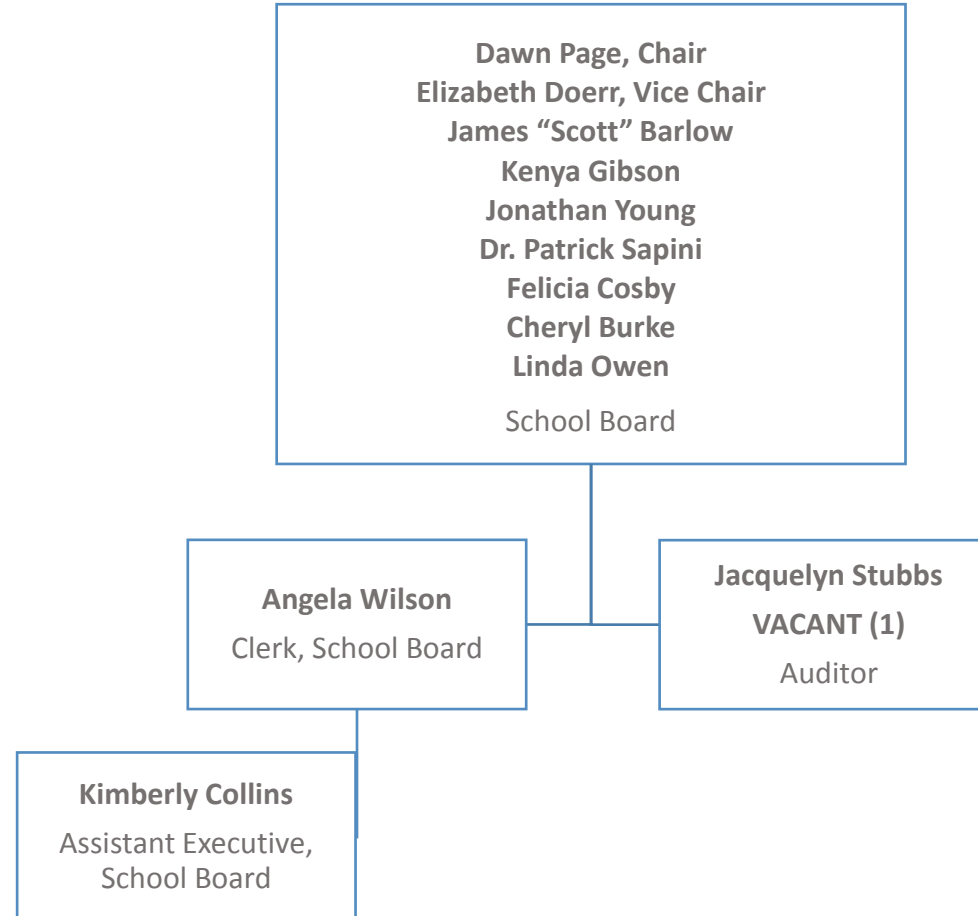 Dawn Page, Chair
Elizabeth Doerr, Vice Chair
James “Scott” Barlow
Kenya Gibson
Jonathan Young
Dr. Patrick Sapini
Felicia Cosby
Cheryl Burke
Linda Owen
School Board
Angela Wilson
Clerk, School Board
Jacquelyn Stubbs
VACANT (1)
Auditor
Kimberly Collins
Assistant Executive,
School Board